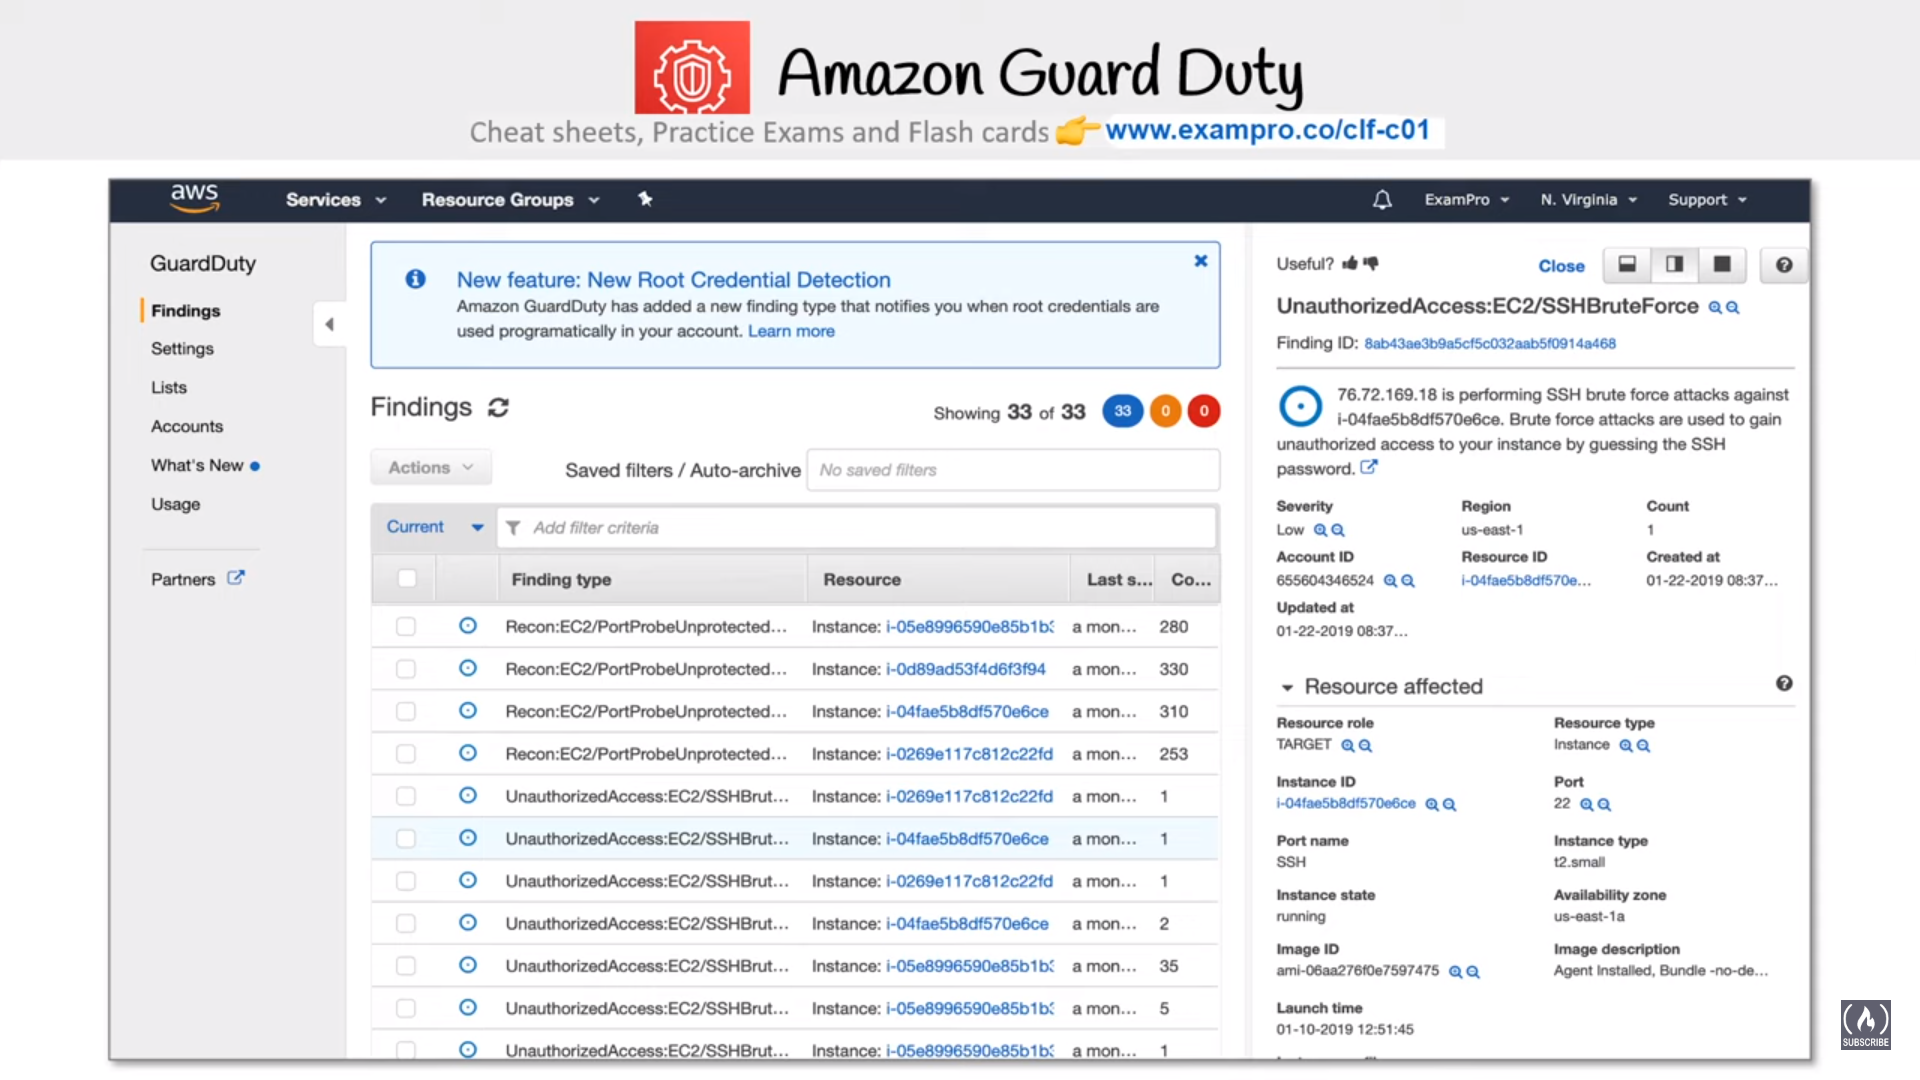 Amazon Guard Duty
Cheat sheets, Practice Exams and Flash cards 👉 www.exampro.co/clf-c01
aws Services Resource Groups ExamPro N. Virginia Support
GuardDuty
Findings
Settings
Lists
Accounts
What's New
Usage
Partners
New feature: New Root Credential Detection
Amazon GuardDuty has added a new finding type that notifies you when root credentials are
used programatically in your account. Learn more
Findings Showing 33 of 33 33 0 0
Actions Saved filters / Auto-archive No saved filters
Current Add filter criteria
Finding type Resource Last s... Co...
Recon:EC2/PortProbeUnprotected... Instance: i-05e8996590e85b1b a mon... 280
Recon:EC2/PortProbeUnprotected... Instance: i-0d89ad53f4d6f3f94 a mon... 330
Recon:EC2/PortProbeUnprotected... Instance: i-04fae5b8df570e6ce a mon... 310
Recon:EC2/PortProbeUnprotected... Instance: i-0269e117c812c22fd a mon... 253
UnauthorizedAccess:EC2/SSHBrut... Instance: i-0269e117c812c22fd a mon... 1
UnauthorizedAccess:EC2/SSHBrut... Instance: i-04fae5b8df570e6ce a mon... 1
UnauthorizedAccess:EC2/SSHBrut... Instance: i-0269e117c812c22fd a mon... 1
UnauthorizedAccess:EC2/SSHBrut... Instance: i-04fae5b8df570e6ce a mon... 2
UnauthorizedAccess:EC2/SSHBrut... Instance: i-05e8996590e85b1b a mon... 35
UnauthorizedAccess:EC2/SSHBrut... Instance: i-05e8996590e85b1b a mon... 5
UnauthorizedAccess:EC2/SSHBrut... Instance: i-05e8996590e85b1b a mon... 1
Useful? Close
UnauthorizedAccess:EC2/SSHBruteForce
Finding ID: 8ab43ae3b9a5cf5c032aab5f0914a468
76.72.169.18 is performing SSH brute force attacks against
i-04fae5b8df570e6ce. Brute force attacks are used to gain
unauthorized access to your instance by guessing the SSH
password.
Severity Region Count
Low us-east-1 1
Account ID Resource ID Created at
655604346524 i-04fae5b8df570e... 01-22-2019 08:37...
Updated at
01-22-2019 08:37...
Resource affected
Resource role Resource type
TARGET Instance
Instance ID Port
i-04fae5b8df570e6ce 22
Port name Instance type
SSH t2.small
Instance state Availability zone
running us-east-1a
Image ID Image description
ami-06aa276f0e7597475 Agent Installed, Bundle -no-de...
Launch time
01-10-2019 12:51:45
SUBSCRIBE